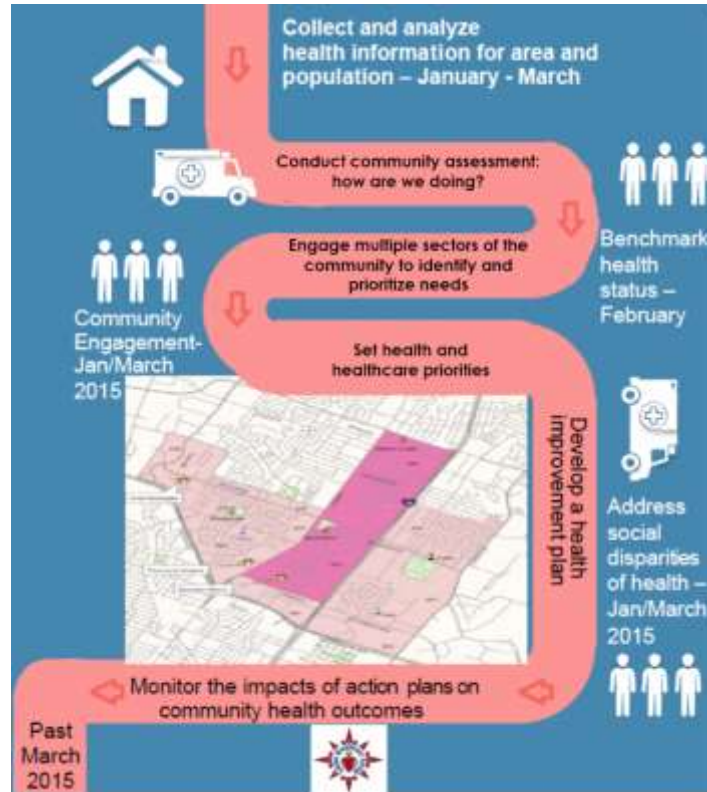 Collect and analyze
health information for area and
population – January - March
Conduct community assessment:
how are we doing?
Benchmark
health
status –
February
Engage multiple sectors of the
community to identify and
prioritize needs
Community
Engagement-
Jan/March
2015
Set health and
healthcare priorities
Develop a health
improvement plan
Address
social
disparities
of health –
Jan/March
2015
Monitor the impacts of action plans on
community health outcomes
Past
March
2015